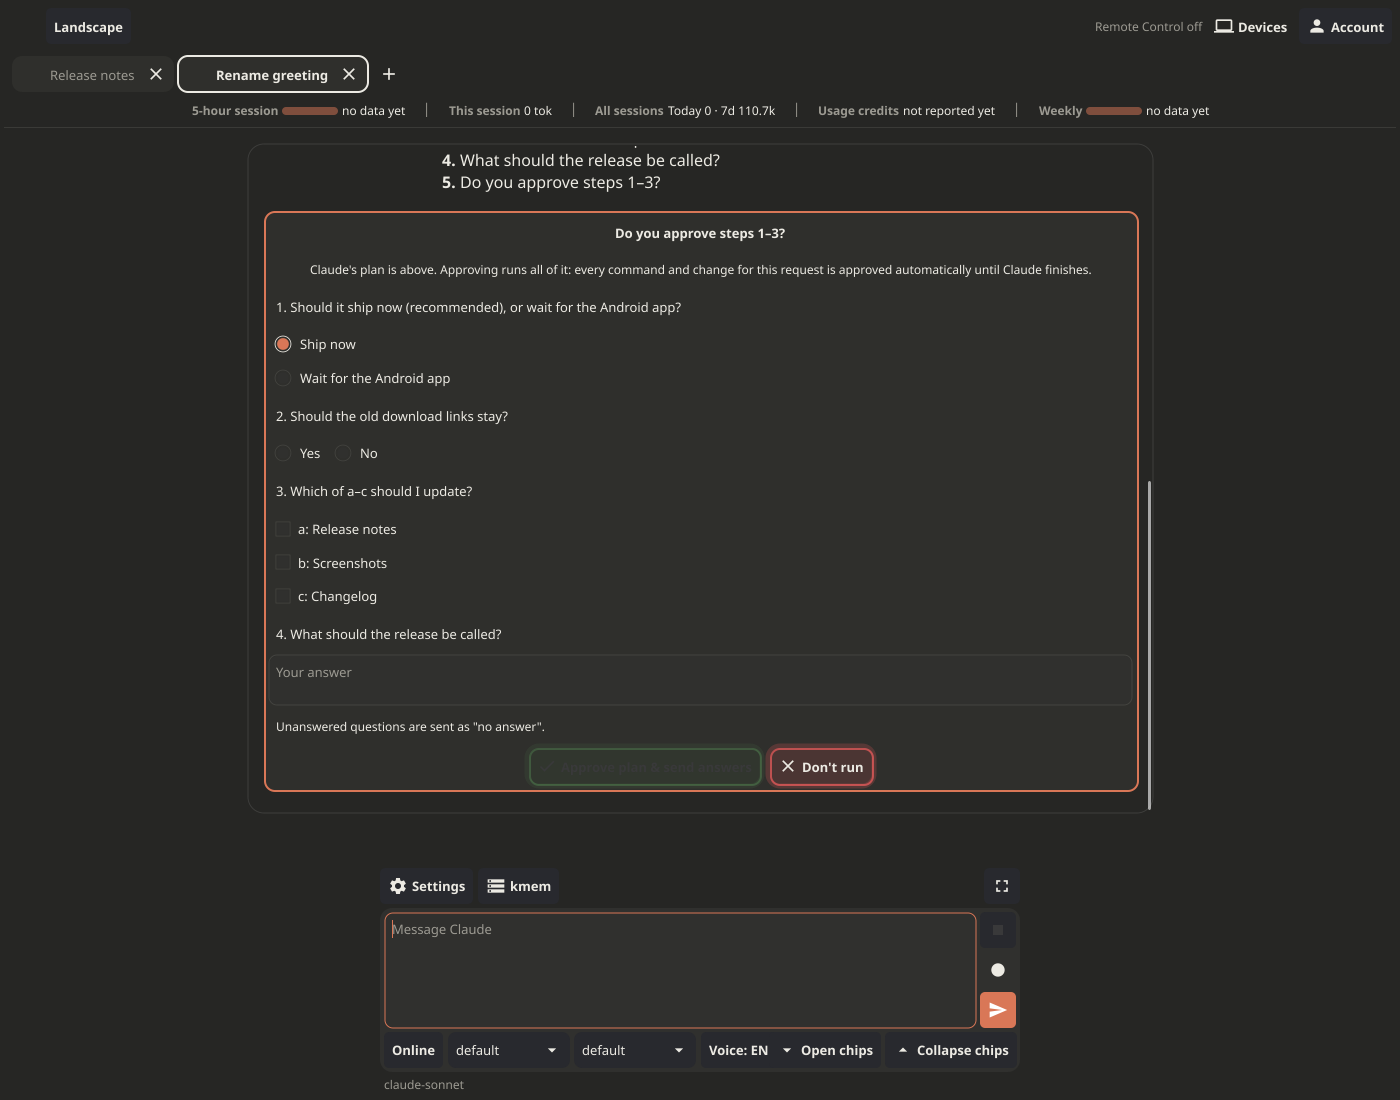 Landscape
Remote Control off
Devices
Account
Release notes
Rename greeting
5-hour session no data yet
This session 0 tok
All sessions Today 0 · 7d 110.7k
Usage credits not reported yet
Weekly no data yet
4. What should the release be called?
5. Do you approve steps 1–3?
Do you approve steps 1–3?
Claude's plan is above. Approving runs all of it: every command and change for this request is approved automatically until Claude finishes.
1. Should it ship now (recommended), or wait for the Android app?
Ship now
Wait for the Android app
2. Should the old download links stay?
Yes No
3. Which of a–c should I update?
a: Release notes
b: Screenshots
c: Changelog
4. What should the release be called?
Your answer
Unanswered questions are sent as "no answer".
Approve plan & send answers
Don't run
Settings
kmem
Message Claude
Online
default
default
Voice: EN
Open chips
Collapse chips
claude-sonnet